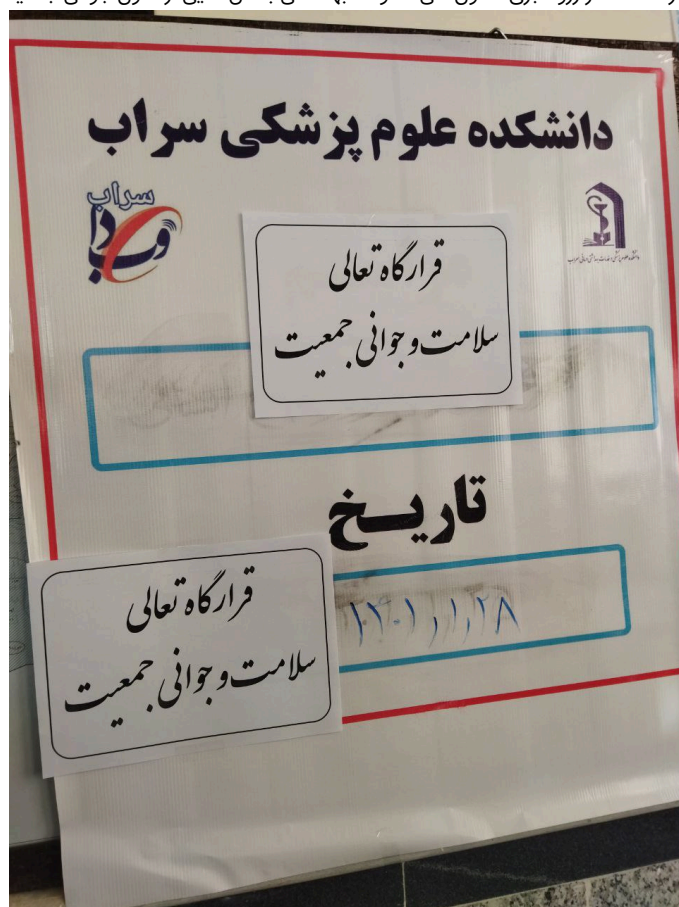 دانشکده علوم پزشکی سراب
سراب
وبدا
قرارگاه تعالی
سلامت و جوانی جمعیت
تاریخ
۱۴۰۱/۱/۲۸
قرارگاه تعالی
سلامت و جوانی جمعیت